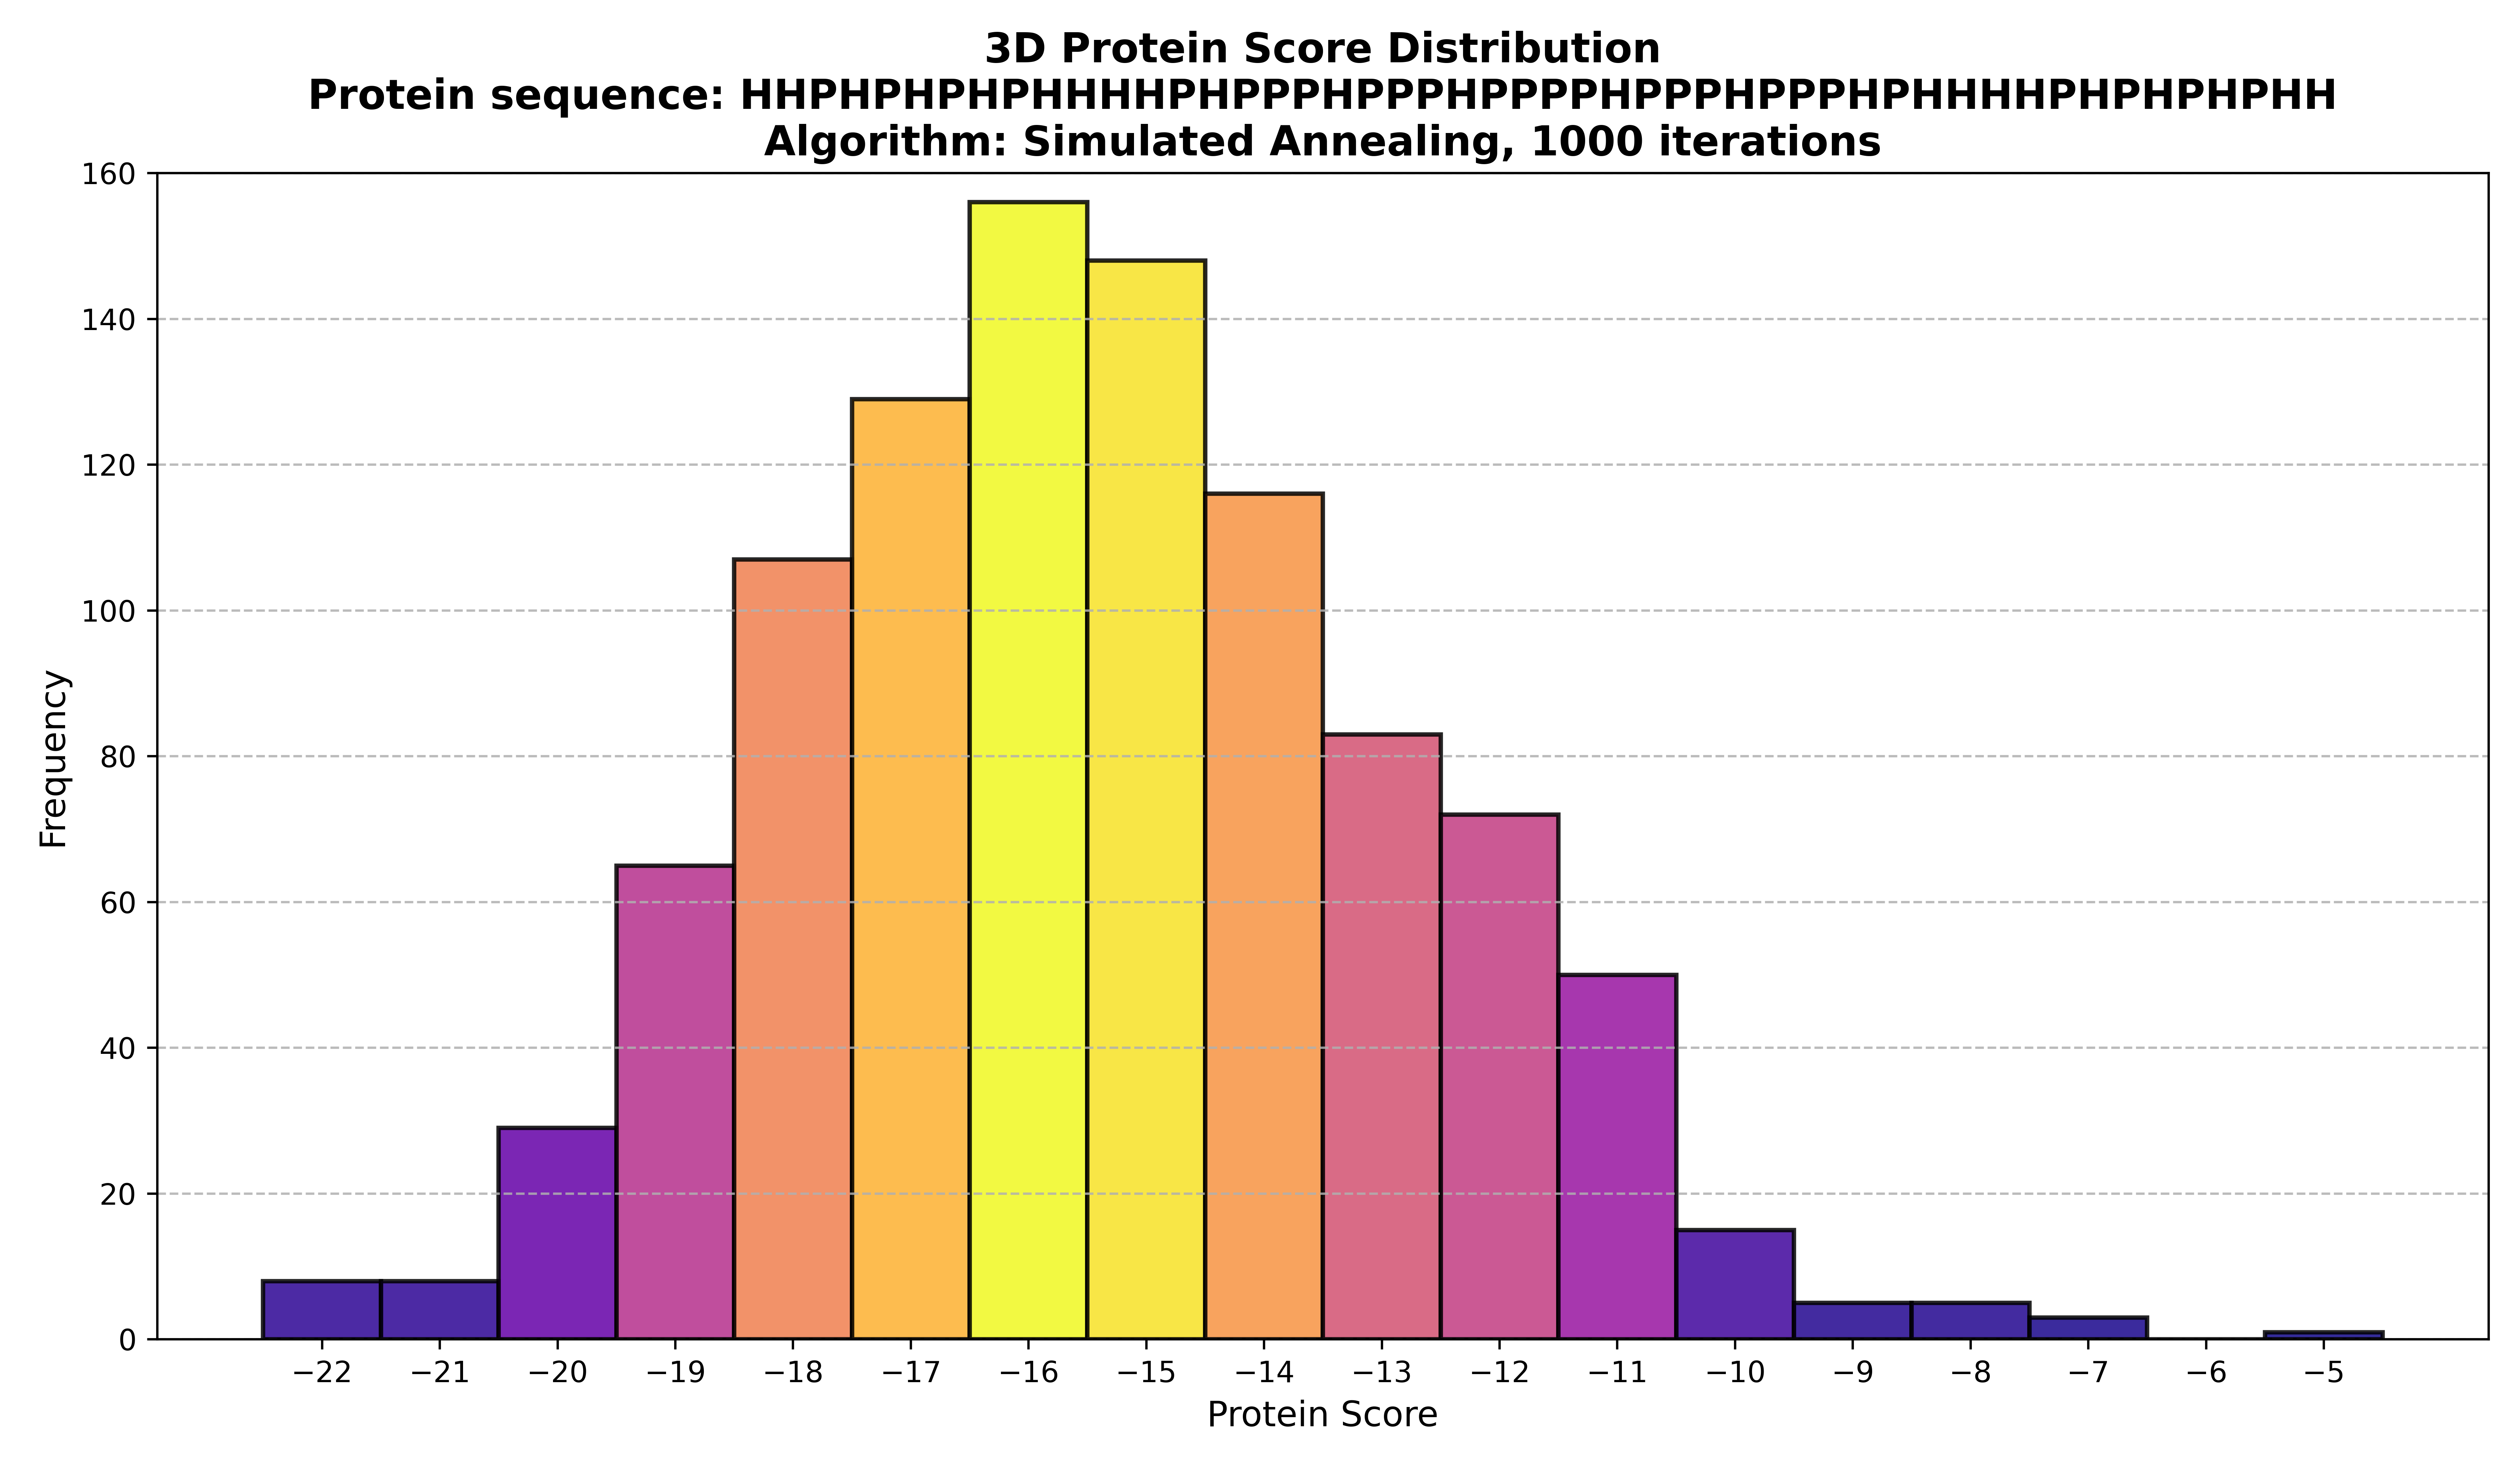 3D Protein Score Distribution
Protein sequence: HHPHPHPHPHHHHPHPPPHPPPHPPPPHPPPHPPPHPHHHHPHPHPHPHH
Algorithm: Simulated Annealing, 1000 iterations
160
140
120
100
80
60
40
20
0
Frequency
−22 −21 −20 −19 −18 −17 −16 −15 −14 −13 −12 −11 −10 −9 −8 −7 −6 −5
Protein Score